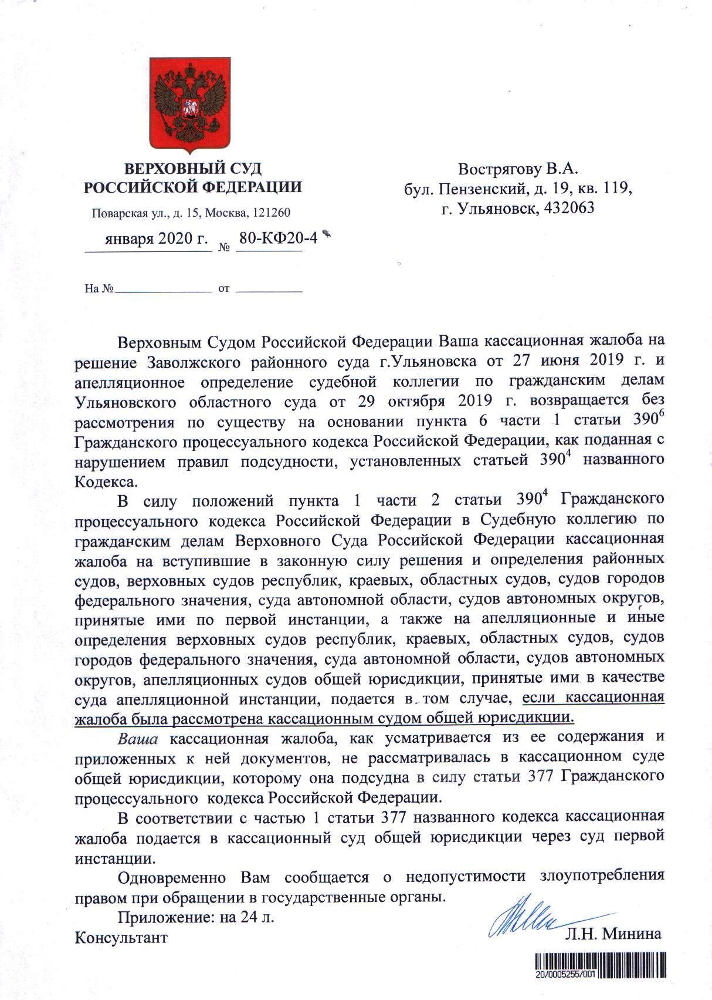 ВЕРХОВНЫЙ СУД
РОССИЙСКОЙ ФЕДЕРАЦИИ
Поварская ул., д. 15, Москва, 121260
января 2020 г. № 80-КФ20-4
На № от
Вострягову В.А.
бул. Пензенский, д. 19, кв. 119,
г. Ульяновск, 432063
Верховным Судом Российской Федерации Ваша кассационная жалоба на
решение Заволжского районного суда г.Ульяновска от 27 июня 2019 г. и
апелляционное определение судебной коллегии по гражданским делам
Ульяновского областного суда от 29 октября 2019 г. возвращается без
рассмотрения по существу на основании пункта 6 части 1 статьи 390⁶
Гражданского процессуального кодекса Российской Федерации, как поданная с
нарушением правил подсудности, установленных статьей 390⁴ названного
Кодекса.
В силу положений пункта 1 части 2 статьи 390⁴ Гражданского
процессуального кодекса Российской Федерации в Судебную коллегию по
гражданским делам Верховного Суда Российской Федерации кассационная
жалоба на вступившие в законную силу решения и определения районных
судов, верховных судов республик, краевых, областных судов, судов городов
федерального значения, суда автономной области, судов автономных округов,
принятые ими по первой инстанции, а также на апелляционные и иные
определения верховных судов республик, краевых, областных судов, судов
городов федерального значения, суда автономной области, судов автономных
округов, апелляционных судов общей юрисдикции, принятые ими в качестве
суда апелляционной инстанции, подается в том случае, если кассационная
жалоба была рассмотрена кассационным судом общей юрисдикции.
Ваша кассационная жалоба, как усматривается из ее содержания и
приложенных к ней документов, не рассматривалась в кассационном суде
общей юрисдикции, которому она подсудна в силу статьи 377 Гражданского
процессуального кодекса Российской Федерации.
В соответствии с частью 1 статьи 377 названного кодекса кассационная
жалоба подается в кассационный суд общей юрисдикции через суд первой
инстанции.
Одновременно Вам сообщается о недопустимости злоупотребления
правом при обращении в государственные органы.
Приложение: на 24 л.
Консультант Л.Н. Минина
20/0005255/001